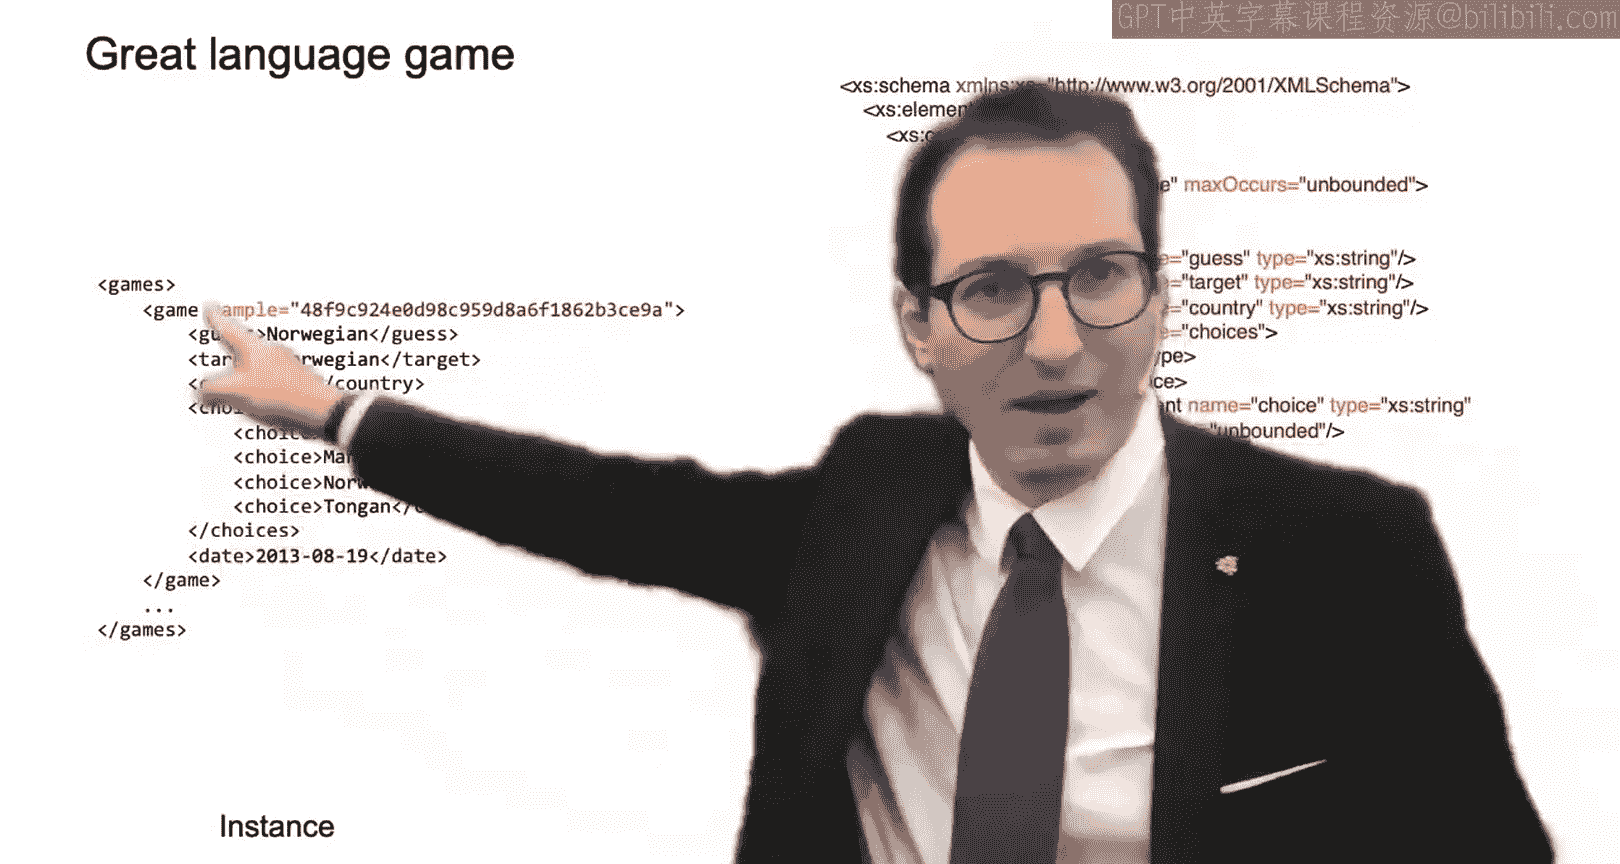 GPT中英字幕课程资源@bilibili.com
Great language game
<games>
<game ample="48f9c924e0d98c959d8a6f1862b3ce9a">
Norwegian</guess>
rwegian</target>
/country>
<choice>
<choice>
<choice>Tongan</
</choices>
<date>2013-08-19</date>
</game>
...
</games>
Instance
<xs:schema "http://www.w3.org/2001/XMLSchema">
<xs:elemen
<xs:
e" maxOccurs="unbounded">
e="guess" type="xs:string"/>
e="target" type="xs:string"/>
e="country" type="xs:string"/>
e="choices">
ype>
ce>
nt name="choice" type="xs:string"
"unbounded"/>